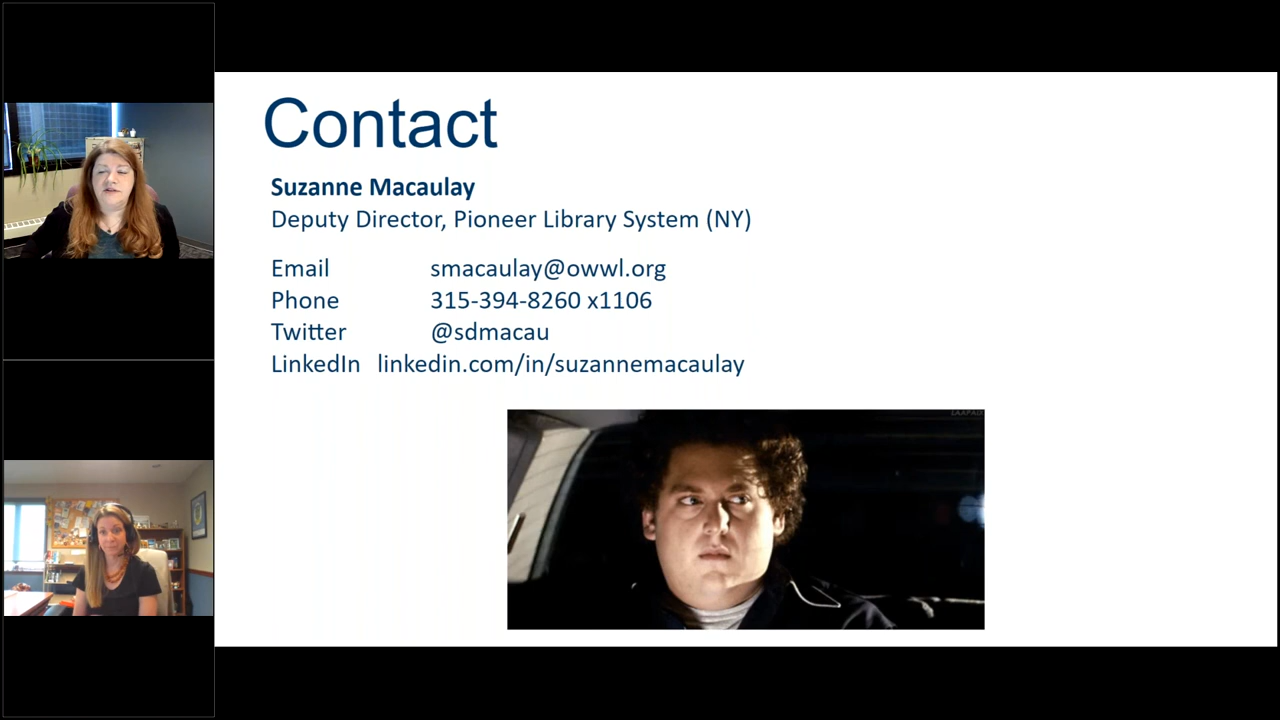 Contact
Suzanne Macaulay
Deputy Director, Pioneer Library System (NY)
Email smacaulay@owwl.org
Phone 315-394-8260 x1106
Twitter @sdmacau
LinkedIn linkedin.com/in/suzannemacaulay